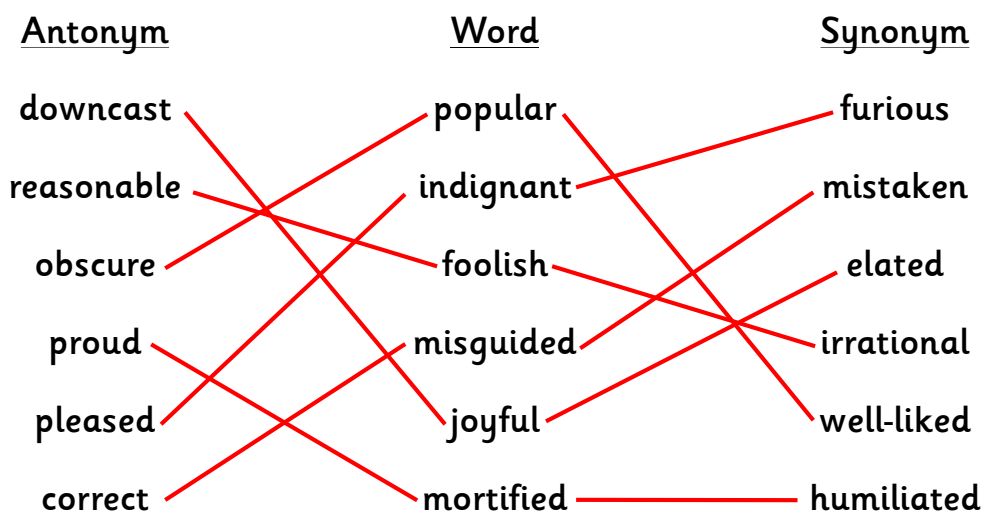 Antonym Word Synonym
downcast popular furious
reasonable indignant mistaken
obscure foolish elated
proud misguided irrational
pleased joyful well-liked
correct mortified humiliated